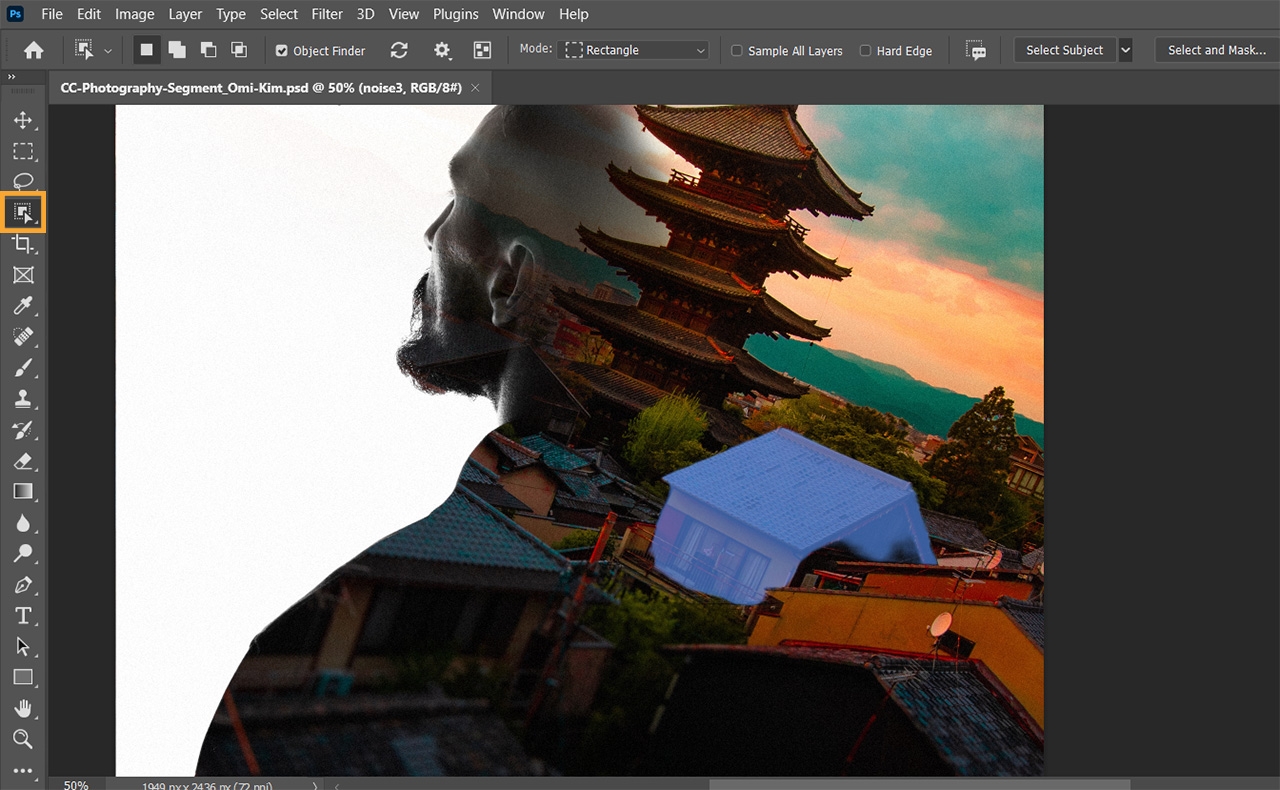 Ps File Edit Image Layer Type Select Filter 3D View Plugins Window Help
Object Finder Mode: Rectangle Sample All Layers Hard Edge Select Subject Select and Mask...
CC-Photography-Segment_Omi-Kim.psd @ 50% (noise3, RGB/8#) ×
T
50% 1949 px x 2436 px (72 ppi)